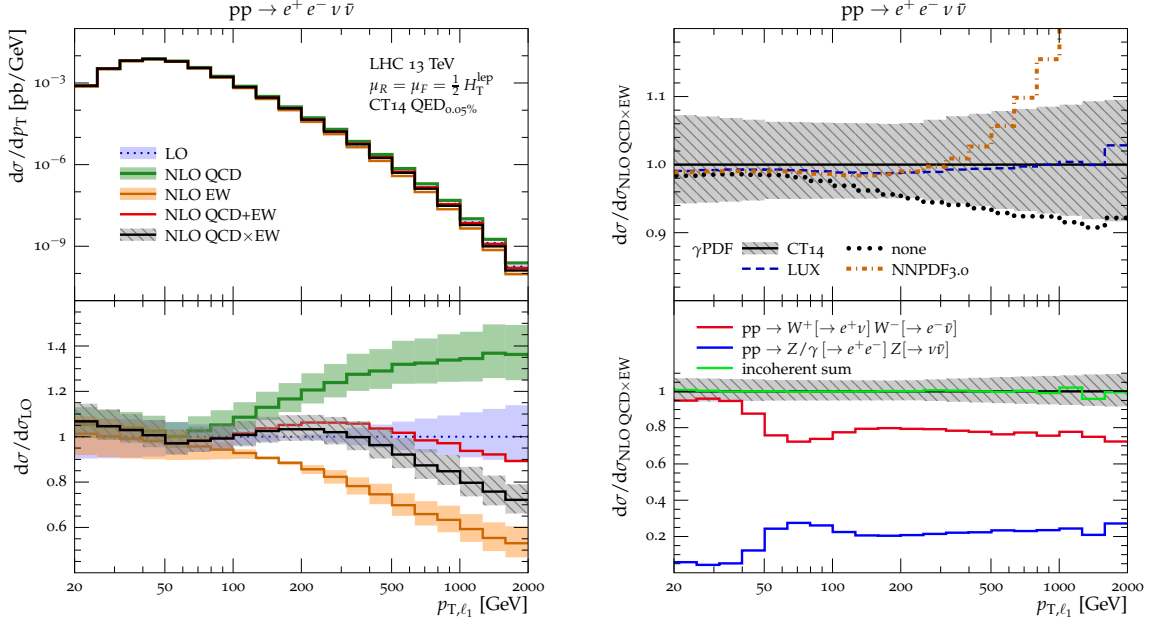 pp → e⁺ e⁻ ν ν̄
dσ/dp_T [pb/GeV]
10⁻³
10⁻⁶
10⁻⁹
LHC 13 TeV
μ_R = μ_F = ½ H_T^lep
CT14 QED_0.05%
LO
NLO QCD
NLO EW
NLO QCD+EW
NLO QCD×EW
dσ/dσ_LO
1.4
1.2
1
0.8
0.6
20 50 100 200 500 1000 2000
p_T,ℓ₁ [GeV]
pp → e⁺ e⁻ ν ν̄
dσ/dσ_NLO QCD×EW
1.1
1.0
0.9
γPDF CT14 none
LUX NNPDF3.0
dσ/dσ_NLO QCD×EW
pp → W⁺[→ e⁺ν] W⁻[→ e⁻ν̄]
pp → Z/γ [→ e⁺e⁻] Z[→ νν̄]
incoherent sum
1
0.8
0.6
0.4
0.2
20 50 100 200 500 1000 2000
p_T,ℓ₁ [GeV]